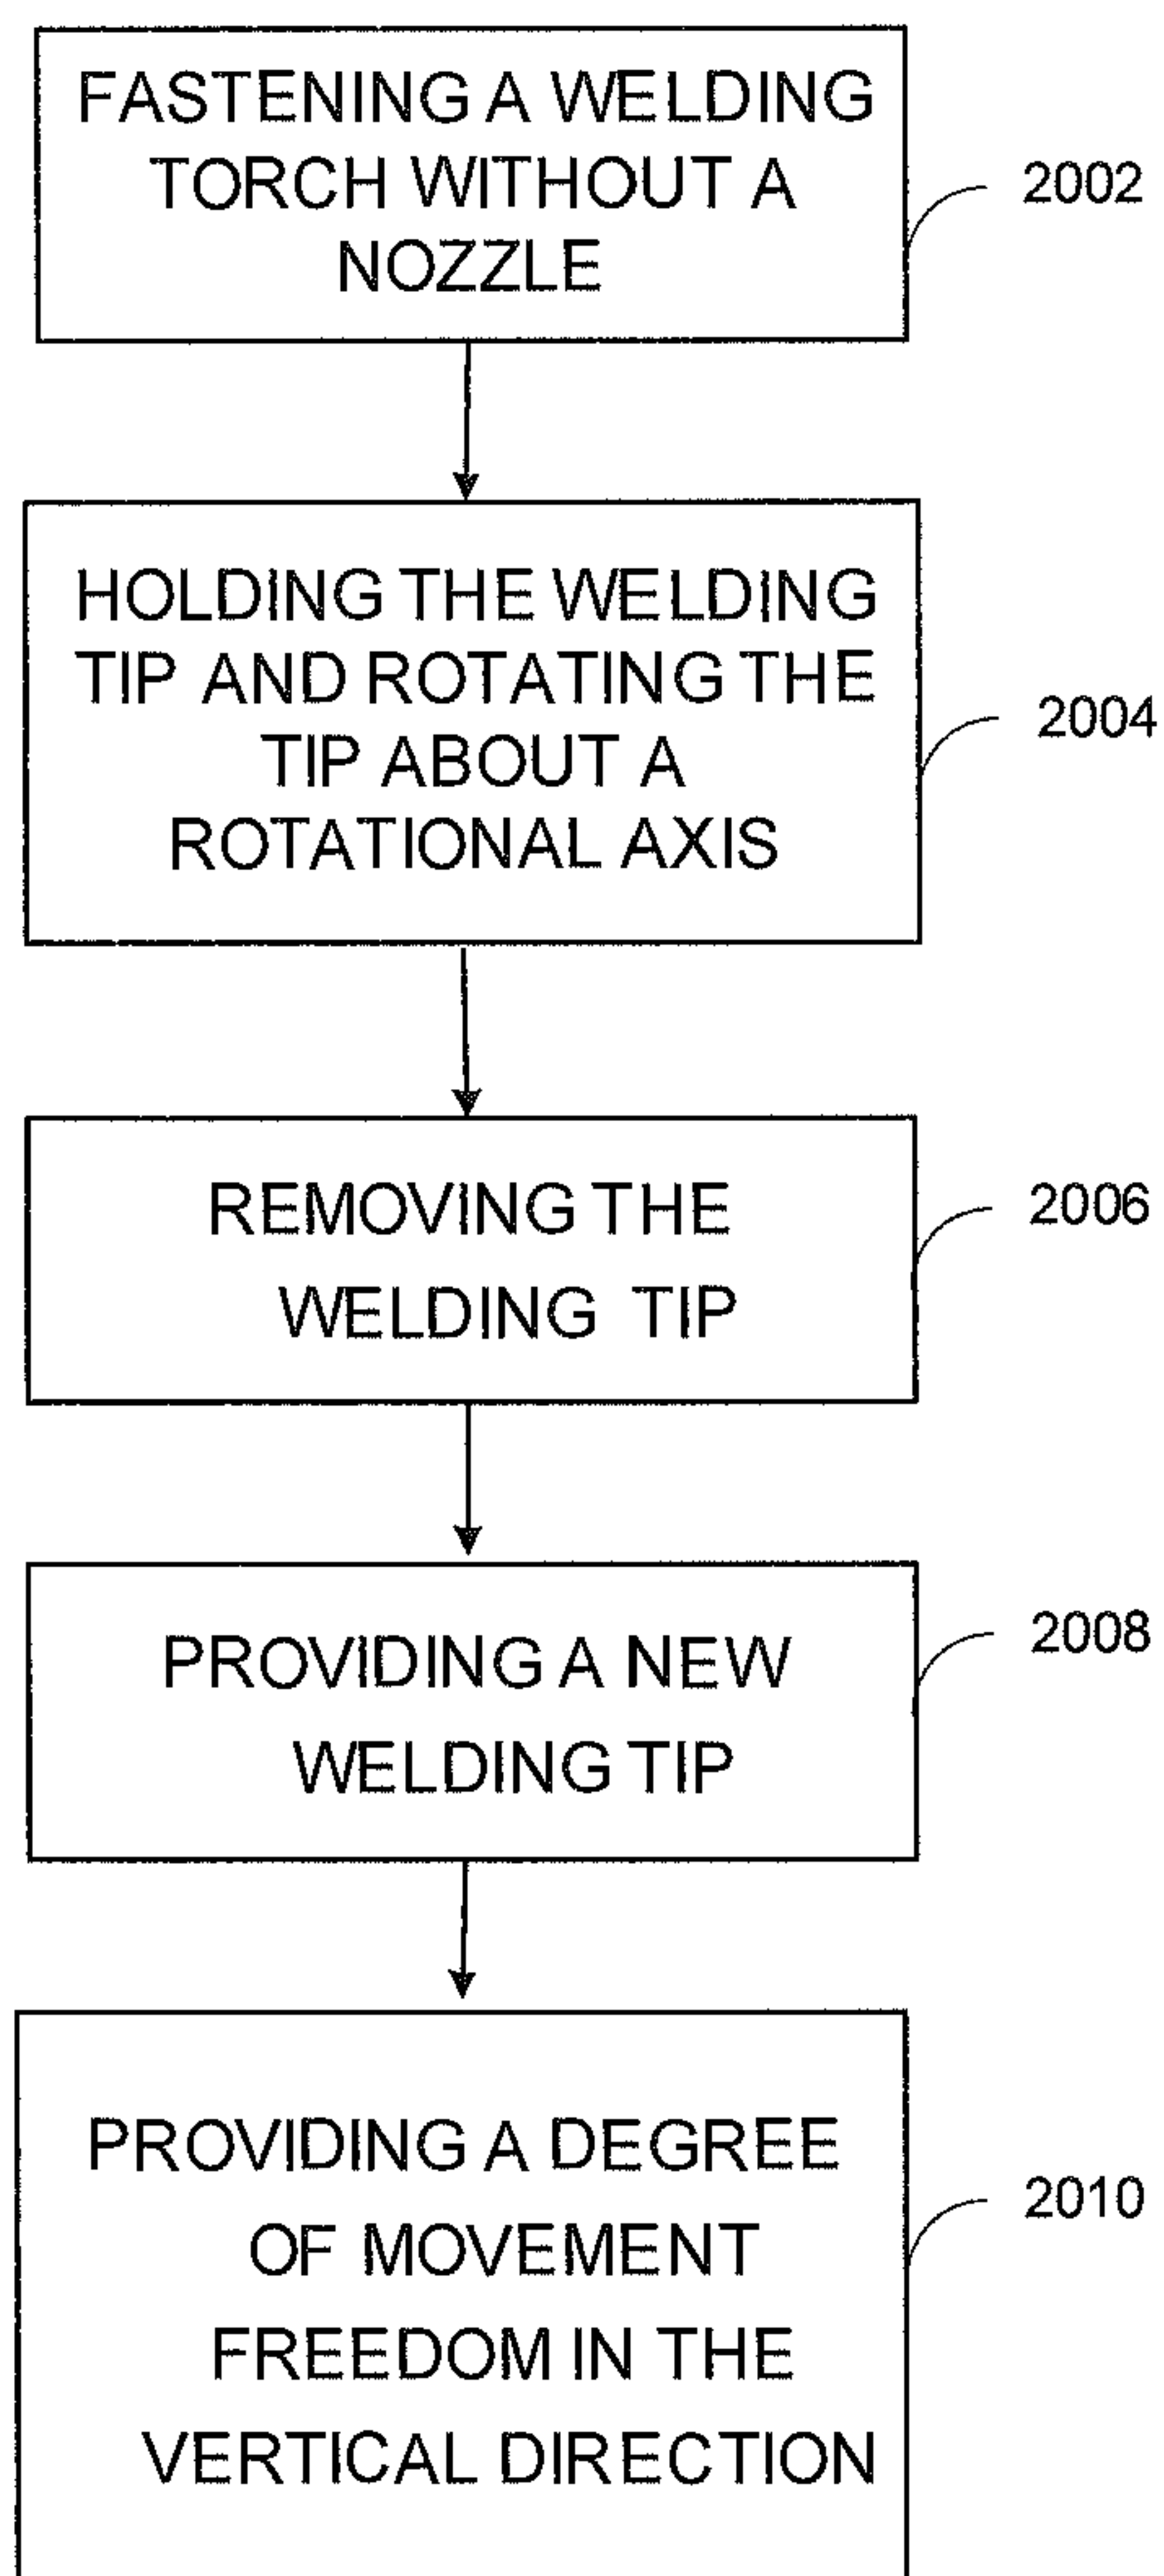 FASTENING A WELDING
TORCH WITHOUT A
NOZZLE
2002
HOLDING THE WELDING
TIP AND ROTATING THE
TIP ABOUT A
ROTATIONAL AXIS
2004
REMOVING THE
WELDING TIP
2006
PROVIDING A NEW
WELDING TIP
2008
PROVIDING A DEGREE
OF MOVEMENT
FREEDOM IN THE
VERTICAL DIRECTION
2010